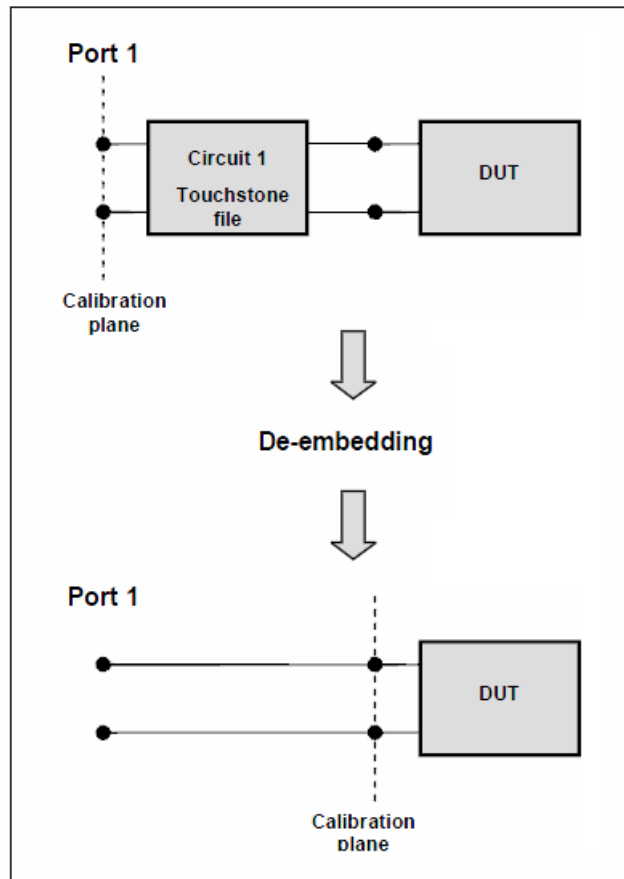 Port 1
Circuit 1
Touchstone
file
DUT
Calibration
plane
De-embedding
Port 1
DUT
Calibration
plane